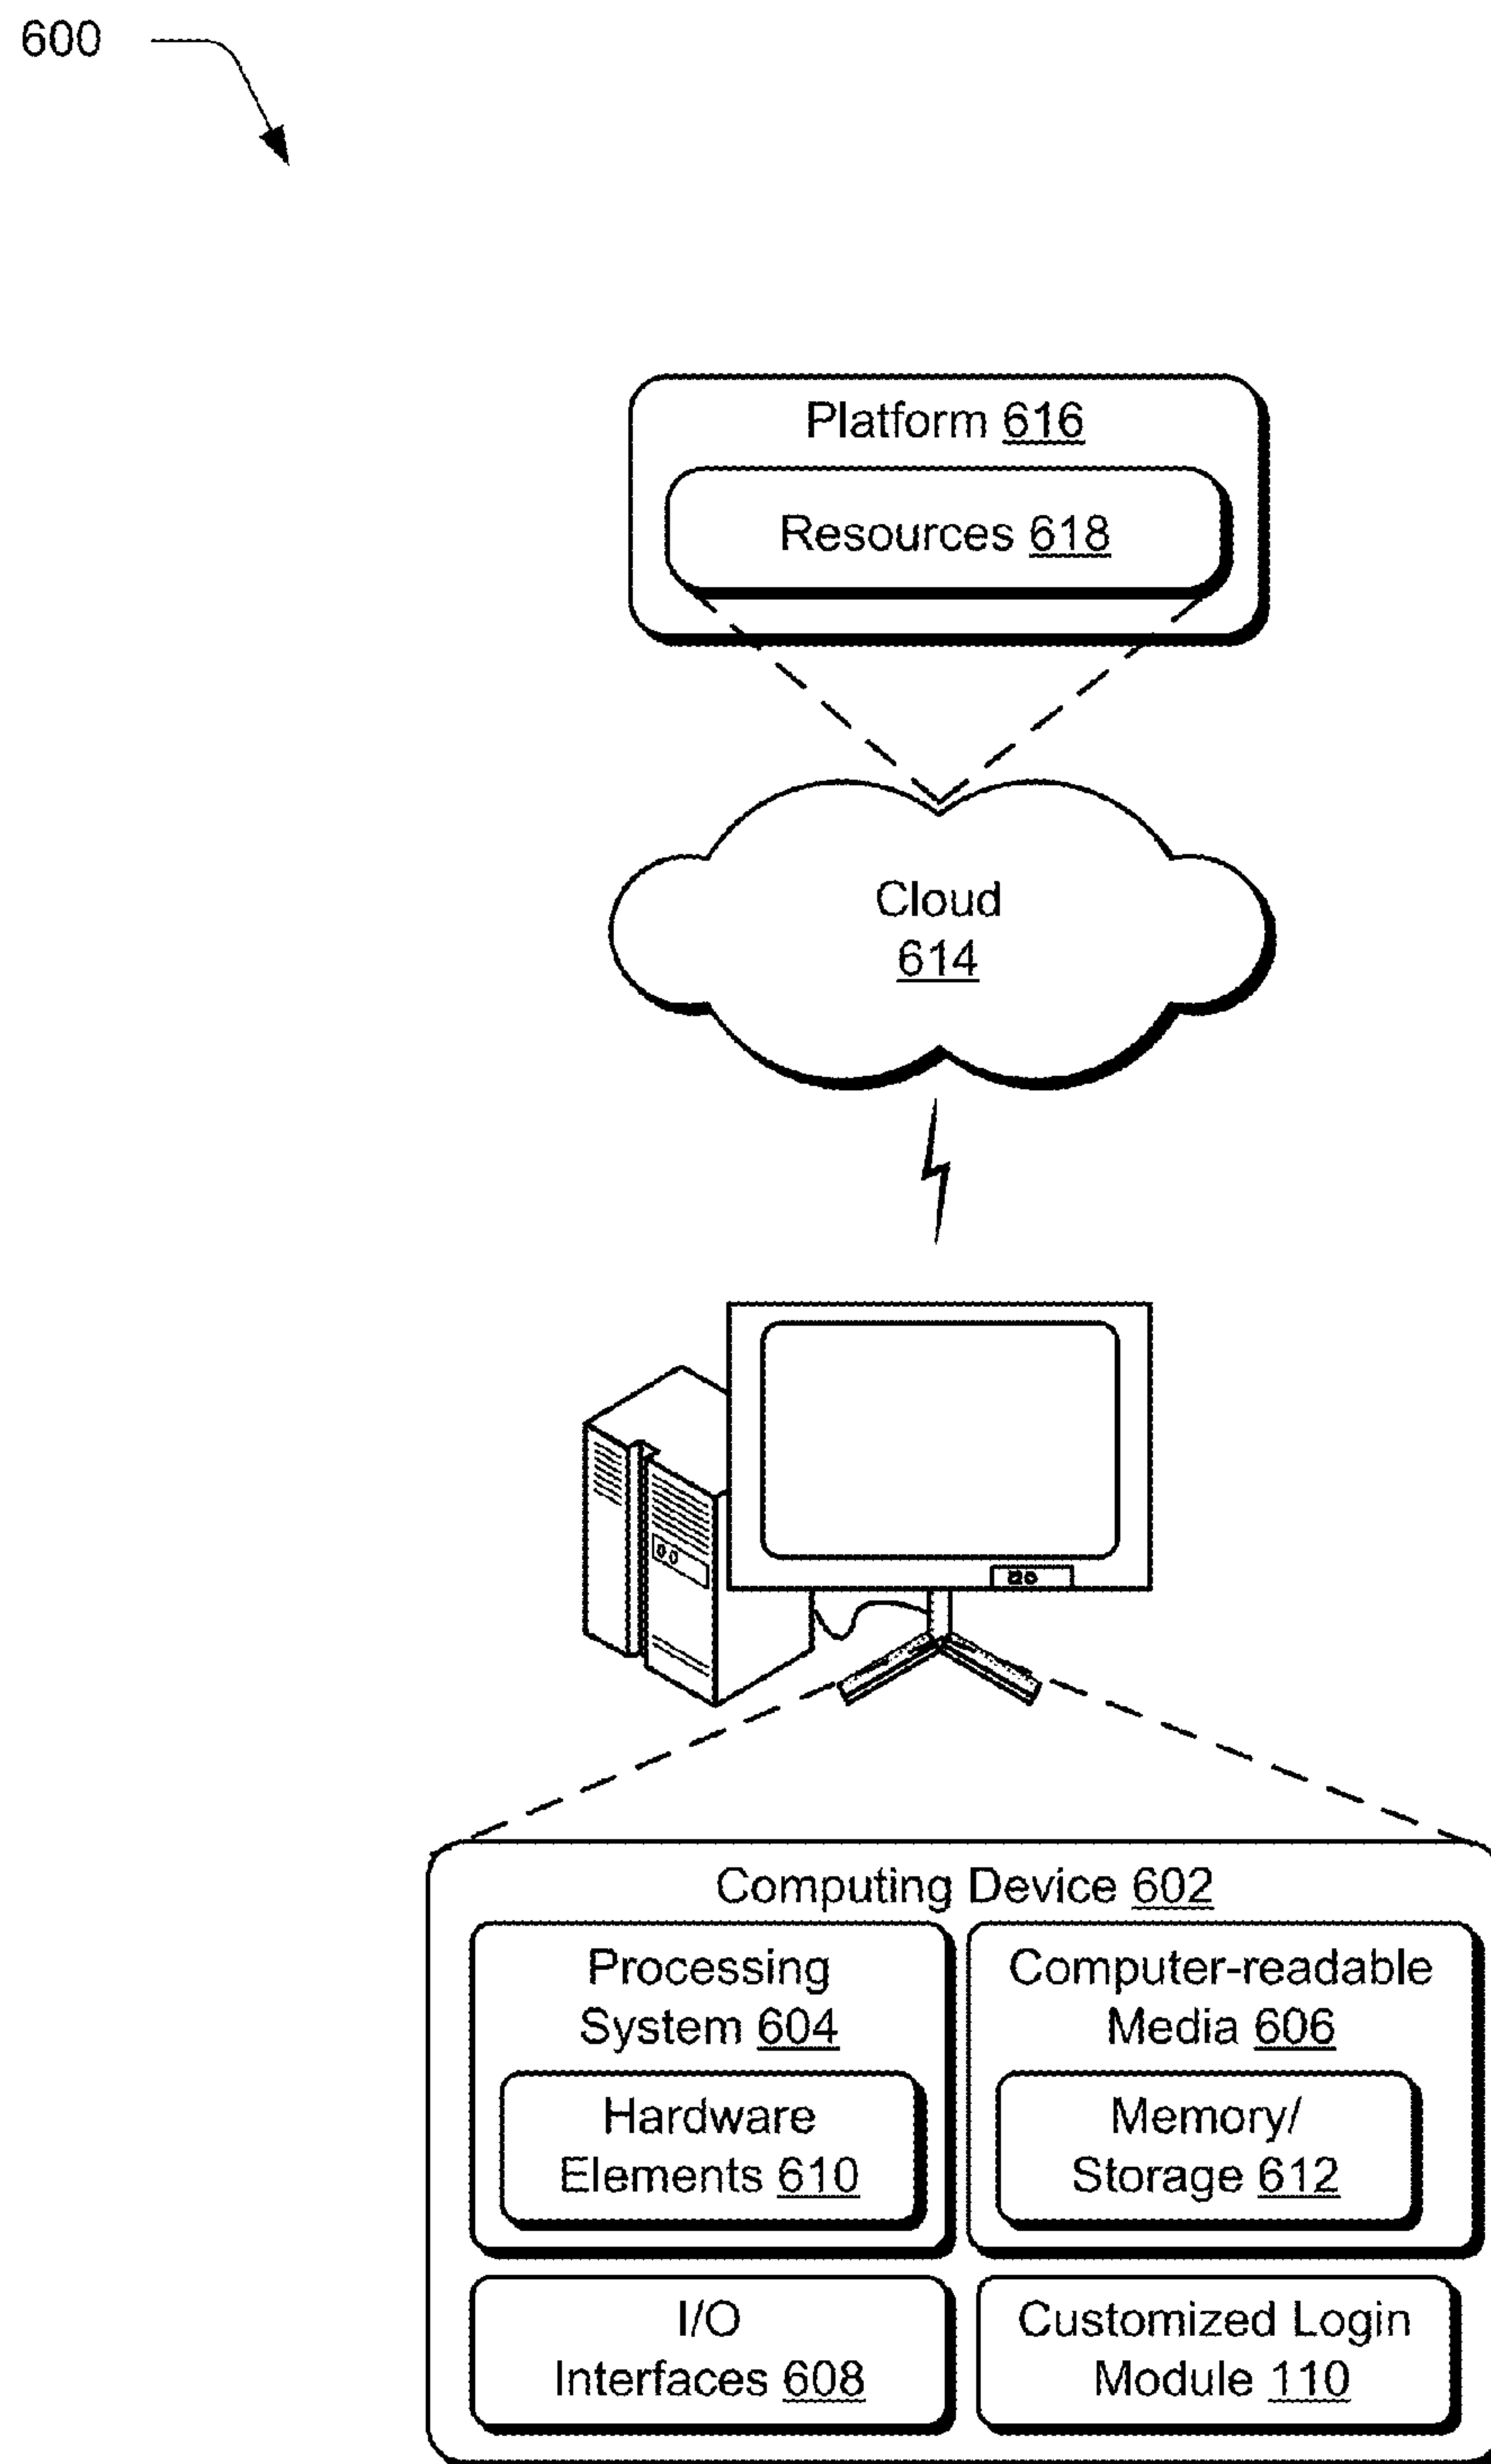 600
Platform 616
Resources 618
Cloud
614
Computing Device 602
Processing
System 604
Hardware
Elements 610
Computer-readable
Media 606
Memory/
Storage 612
I/O
Interfaces 608
Customized Login
Module 110